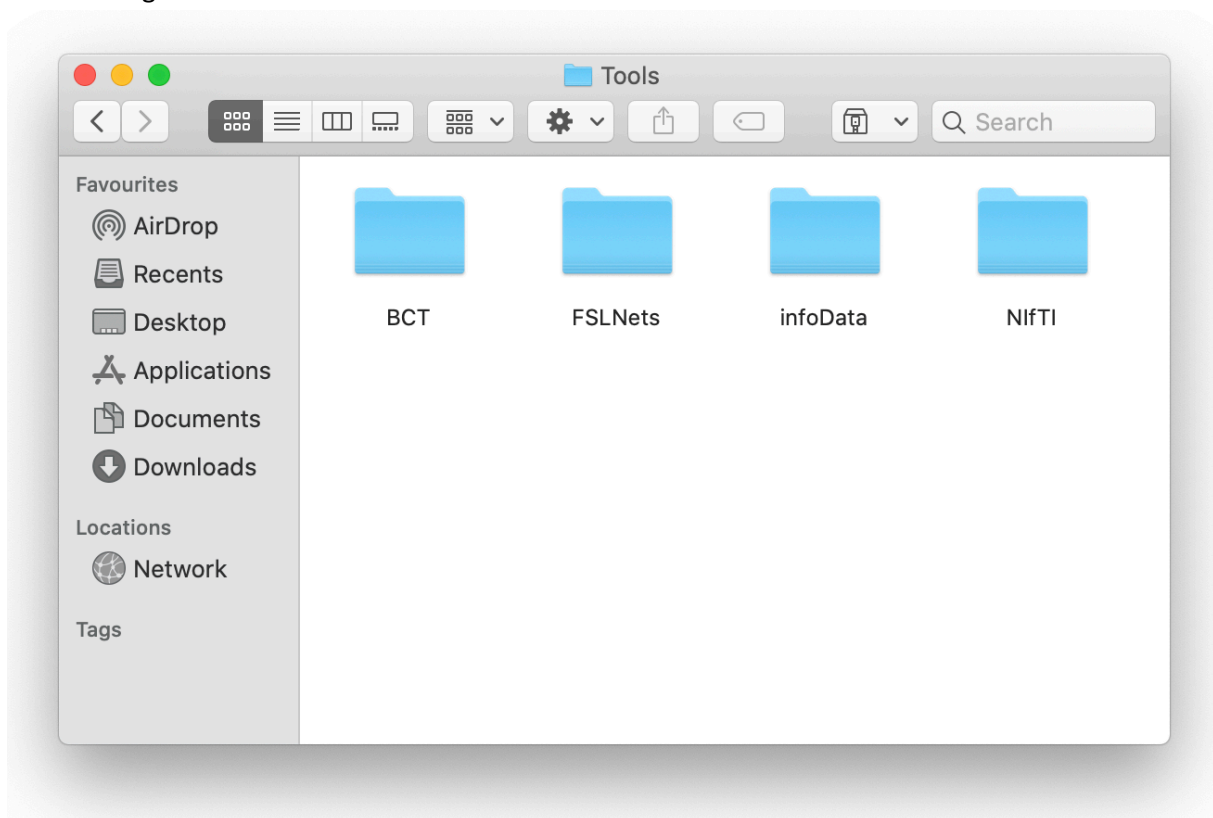 Tools
Search
Favourites
AirDrop
Recents
Desktop
Applications
Documents
Downloads
Locations
Network
Tags
BCT
FSLNets
infoData
NIfTI